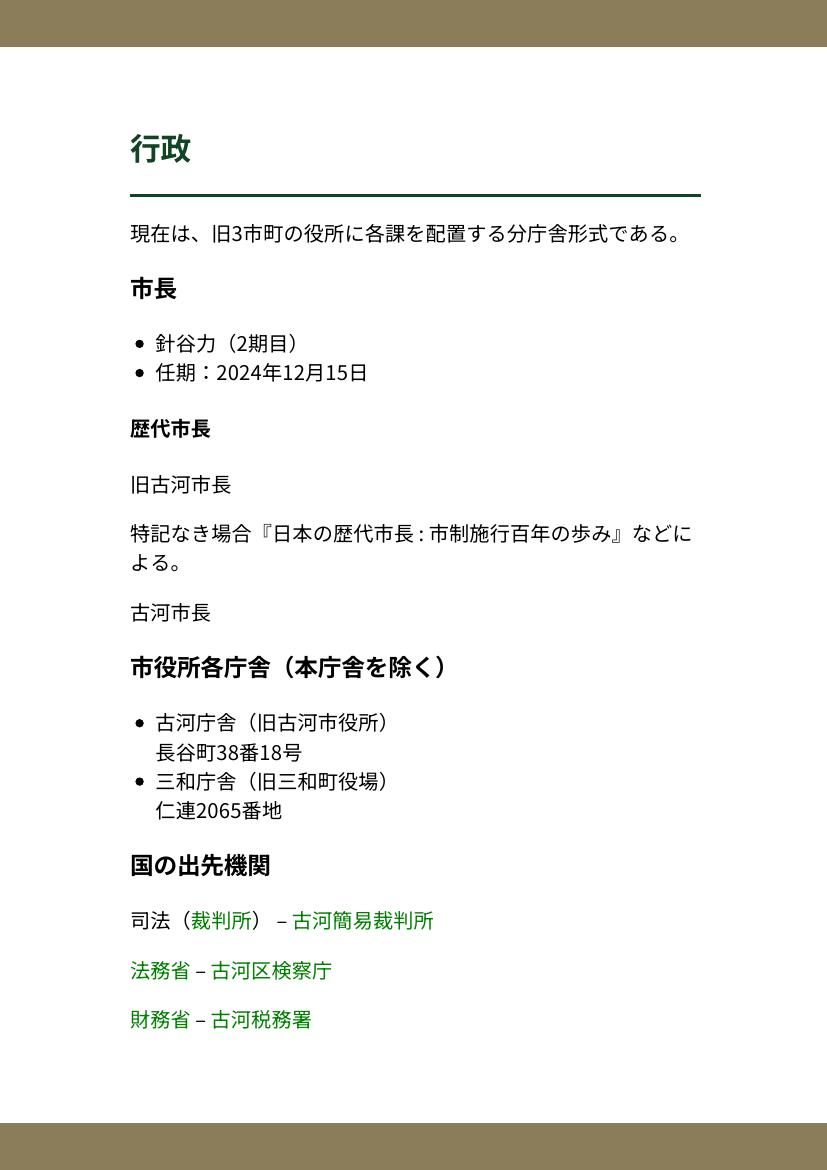 行政
現在は、旧3市町の役所に各課を配置する分庁舎形式である。
市長
針谷力（2期目）
任期：2024年12月15日
歴代市長
旧古河市長
特記なき場合『日本の歴代市長 : 市制施行百年の歩み』などに
よる。
古河市長
市役所各庁舎（本庁舎を除く）
古河庁舎（旧古河市役所）
長谷町38番18号
三和庁舎（旧三和町役場）
仁連2065番地
国の出先機関
司法（裁判所） – 古河簡易裁判所
法務省 – 古河区検察庁
財務省 – 古河税務署